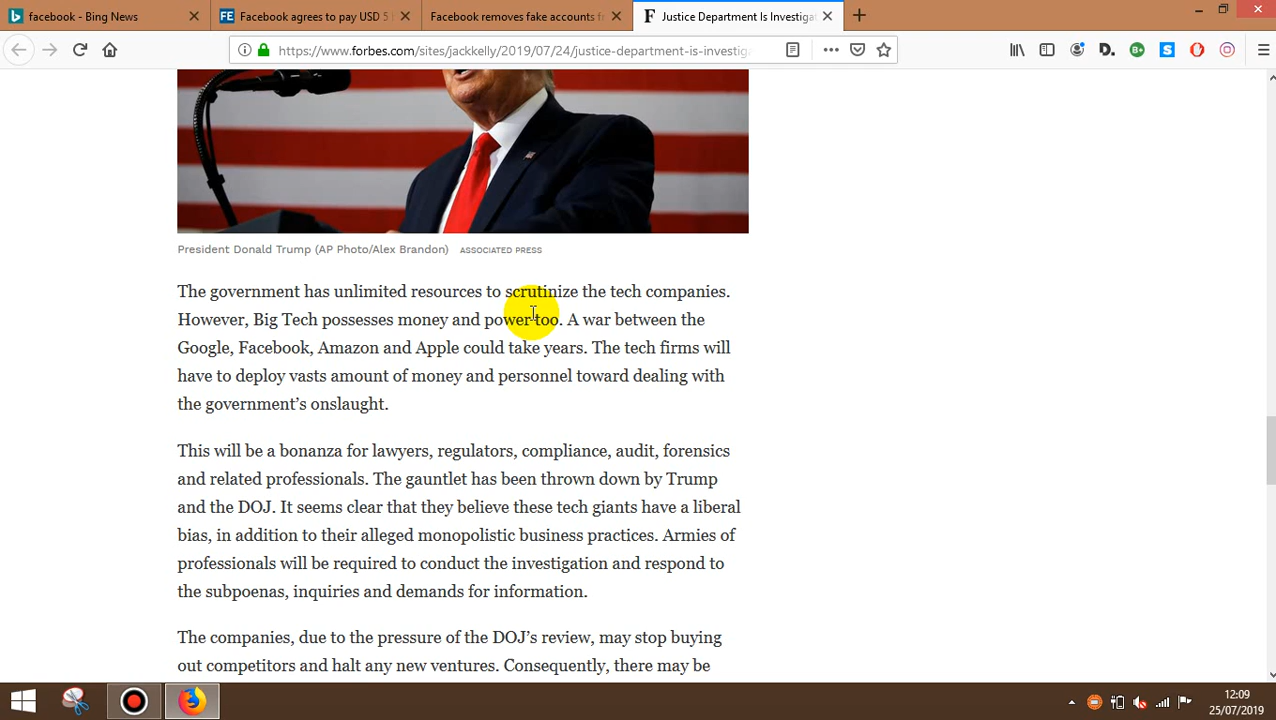 facebook - Bing News
Facebook agrees to pay USD 5
Facebook removes fake accounts f
Justice Department Is Investiga
https://www.forbes.com/sites/jackkelly/2019/07/24/justice-department-is-investiga
President Donald Trump (AP Photo/Alex Brandon) ASSOCIATED PRESS
The government has unlimited resources to scrutinize the tech companies.
However, Big Tech possesses money and power too. A war between the
Google, Facebook, Amazon and Apple could take years. The tech firms will
have to deploy vasts amount of money and personnel toward dealing with
the government’s onslaught.
This will be a bonanza for lawyers, regulators, compliance, audit, forensics
and related professionals. The gauntlet has been thrown down by Trump
and the DOJ. It seems clear that they believe these tech giants have a liberal
bias, in addition to their alleged monopolistic business practices. Armies of
professionals will be required to conduct the investigation and respond to
the subpoenas, inquiries and demands for information.
The companies, due to the pressure of the DOJ’s review, may stop buying
out competitors and halt any new ventures. Consequently, there may be
12:09
25/07/2019